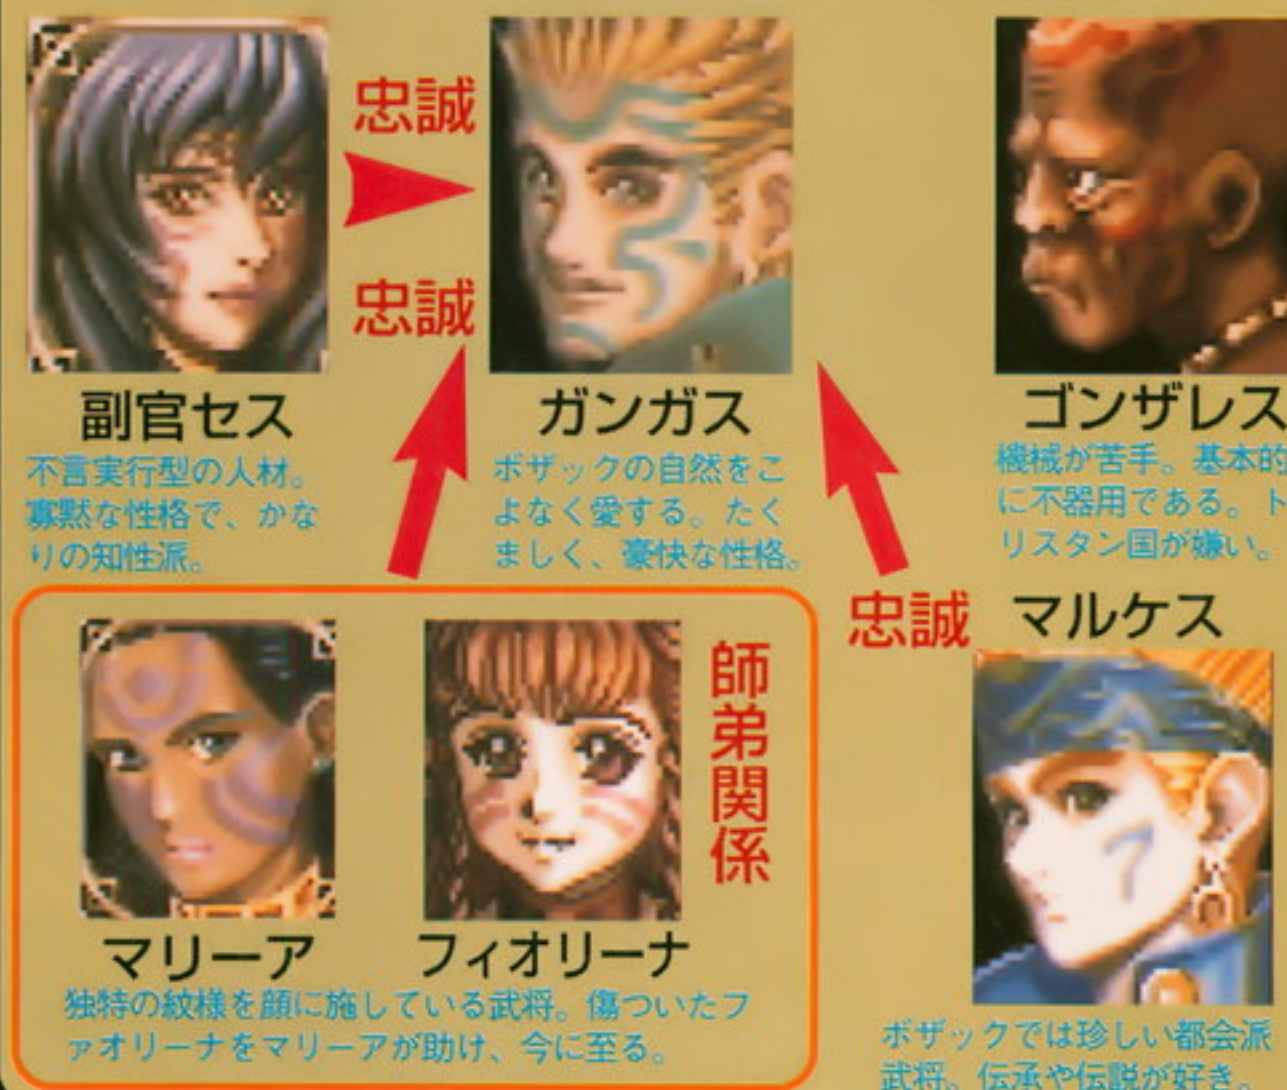 忠誠
忠誠
副官セス
不言実行型の人材。
寡黙な性格で、かな
りの知性派。
ガンガス
ボザックの自然をこ
よなく愛する。たく
ましく、豪快な性格。
ゴンザレス
機械が苦手。基本的
に不器用である。ト
リスタン国が嫌い。
忠誠
マルケス
師弟関係
マリーア
フィオリーナ
独特の紋様を顔に施している武将。傷ついたフ
ァオリーナをマリーアが助け、今に至る。
ボザックでは珍しい都会派
武将。伝承や伝説が好き